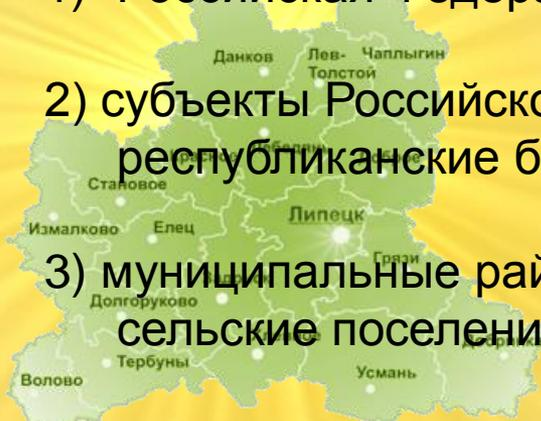 Данков Лев- Чаплыгин
Толстой
2) субъекты Российско
республиканские б
Становое
Липецк
Измалково Елец
Грязи
3) муниципальные рай
Долгоруково
сельские поселени
Тербуны
Волово Усмань